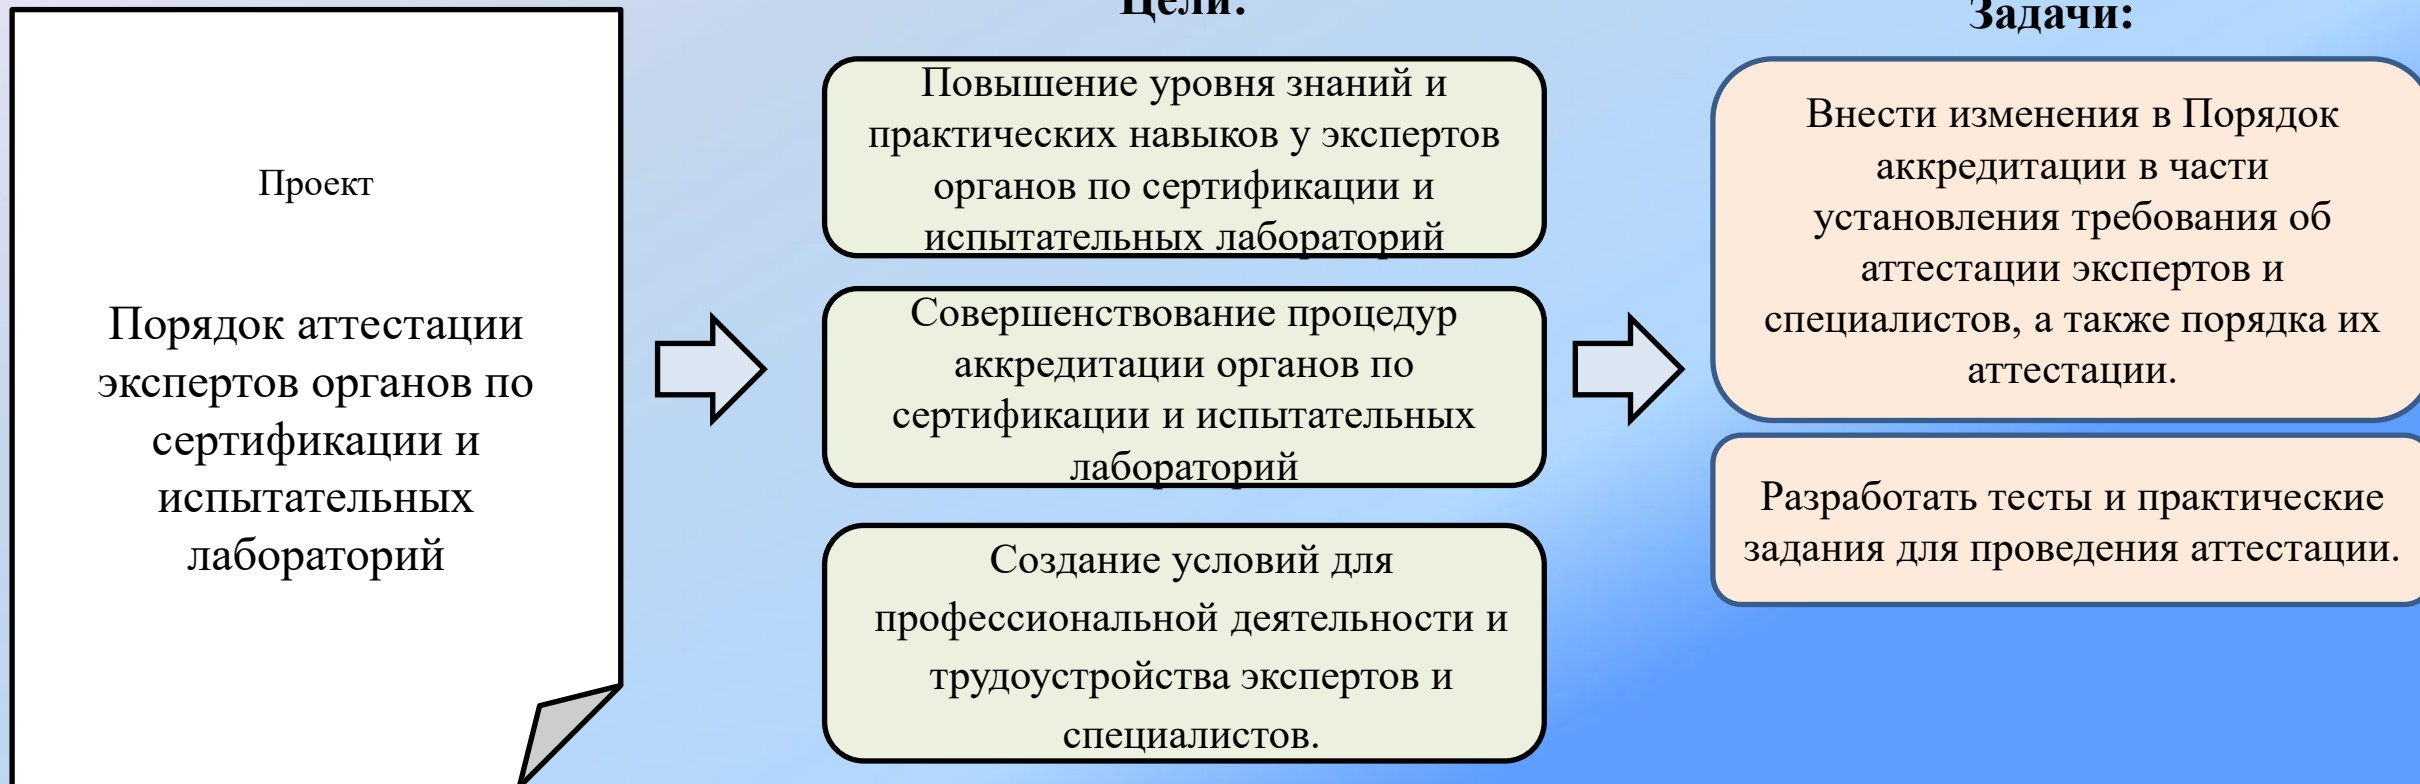 Проект
Порядок аттестации
экспертов органов по
сертификации и
испытательных
лабораторий
Цели:
Повышение уровня знаний и
практических навыков у экспертов
органов по сертификации и
испытательных лабораторий
Совершенствование процедур
аккредитации органов по
сертификации и испытательных
лабораторий
Создание условий для
профессиональной деятельности и
трудоустройства экспертов и
специалистов.
Задачи:
Внести изменения в Порядок
аккредитации в части
установления требования об
аттестации экспертов и
специалистов, а также порядка их
аттестации.
Разработать тесты и практические
задания для проведения аттестации.